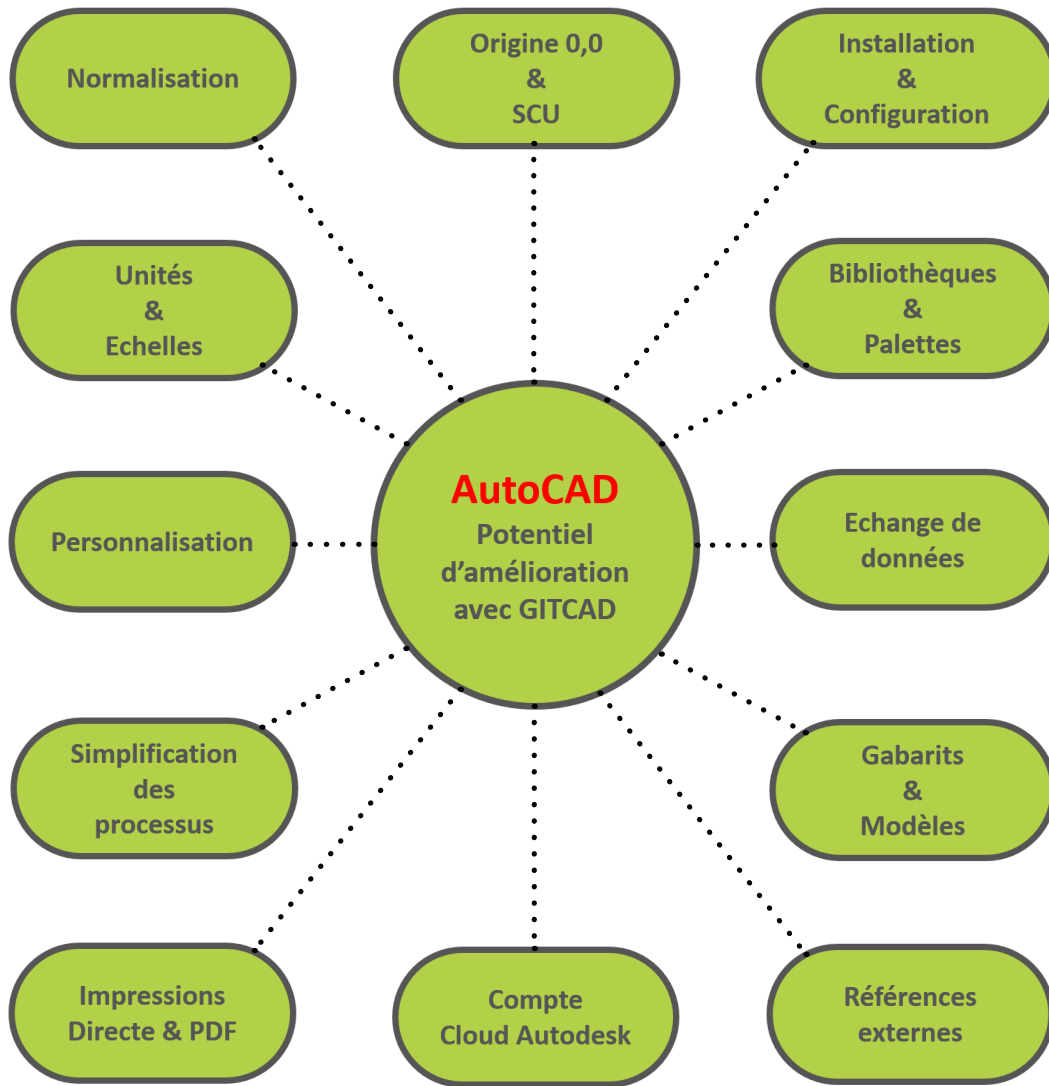 Normalisation
Origine 0,0
&
SCU
Installation
&
Configuration
Unités
&
Echelles
Bibliothèques
&
Palettes
AutoCAD
Potentiel
d’amélioration
avec GITCAD
Personnalisation
Echange de
données
Simplification
des
processus
Gabarits
&
Modèles
Impressions
Directe & PDF
Compte
Cloud Autodesk
Références
externes